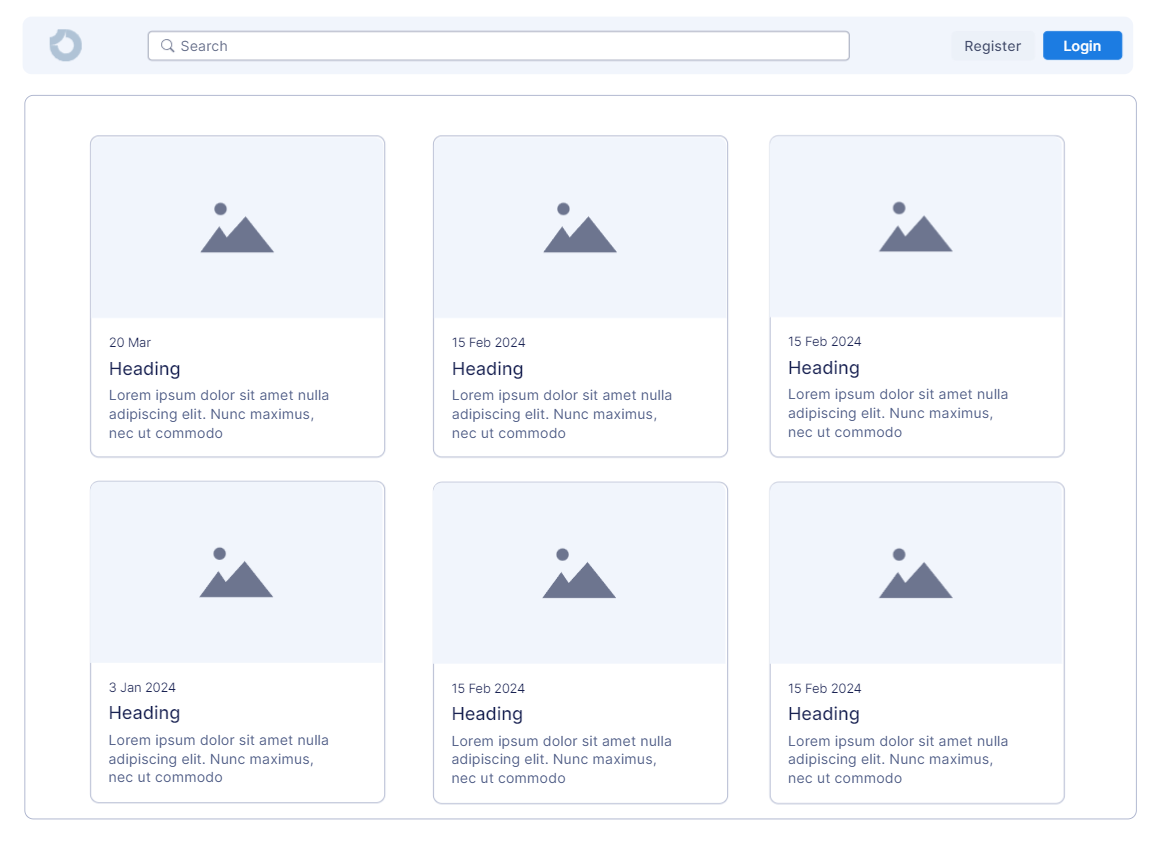 Search
Register
Login
20 Mar
Heading
Lorem ipsum dolor sit amet nulla
adipiscing elit. Nunc maximus,
nec ut commodo
15 Feb 2024
Heading
Lorem ipsum dolor sit amet nulla
adipiscing elit. Nunc maximus,
nec ut commodo
15 Feb 2024
Heading
Lorem ipsum dolor sit amet nulla
adipiscing elit. Nunc maximus,
nec ut commodo
3 Jan 2024
Heading
Lorem ipsum dolor sit amet nulla
adipiscing elit. Nunc maximus,
nec ut commodo
15 Feb 2024
Heading
Lorem ipsum dolor sit amet nulla
adipiscing elit. Nunc maximus,
nec ut commodo
15 Feb 2024
Heading
Lorem ipsum dolor sit amet nulla
adipiscing elit. Nunc maximus,
nec ut commodo